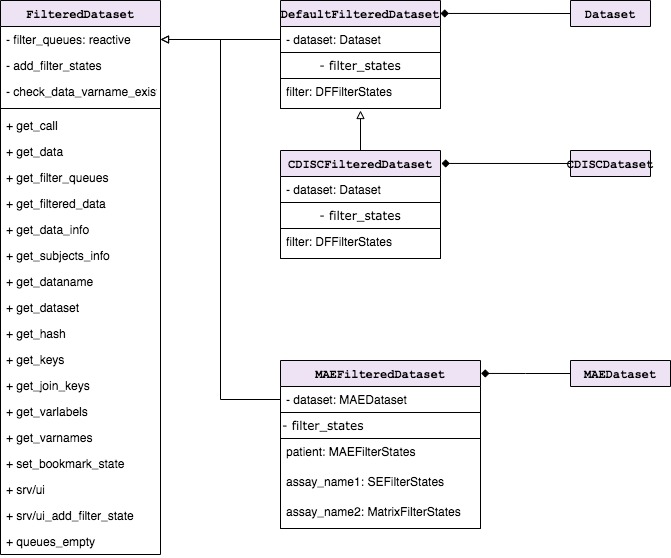 FilteredDataset
- filter_queues: reactive
- add_filter_states
- check_data_varname_exis
+ get_call
+ get_data
+ get_filter_queues
+ get_filtered_data
+ get_data_info
+ get_subjects_info
+ get_dataname
+ get_dataset
+ get_hash
+ get_keys
+ get_join_keys
+ get_varlabels
+ get_varnames
+ set_bookmark_state
+ srv/ui
+ srv/ui_add_filter_state
+ queues_empty
DefaultFilteredDataset
- dataset: Dataset
- filter_states
filter: DFFilterStates
Dataset
CDISCFilteredDataset
- dataset: Dataset
- filter_states
filter: DFFilterStates
CDISCDataset
MAEFilteredDataset
- dataset: MAEDataset
- filter_states
patient: MAEFilterStates
assay_name1: SEFilterStates
assay_name2: MatrixFilterStates
MAEDataset